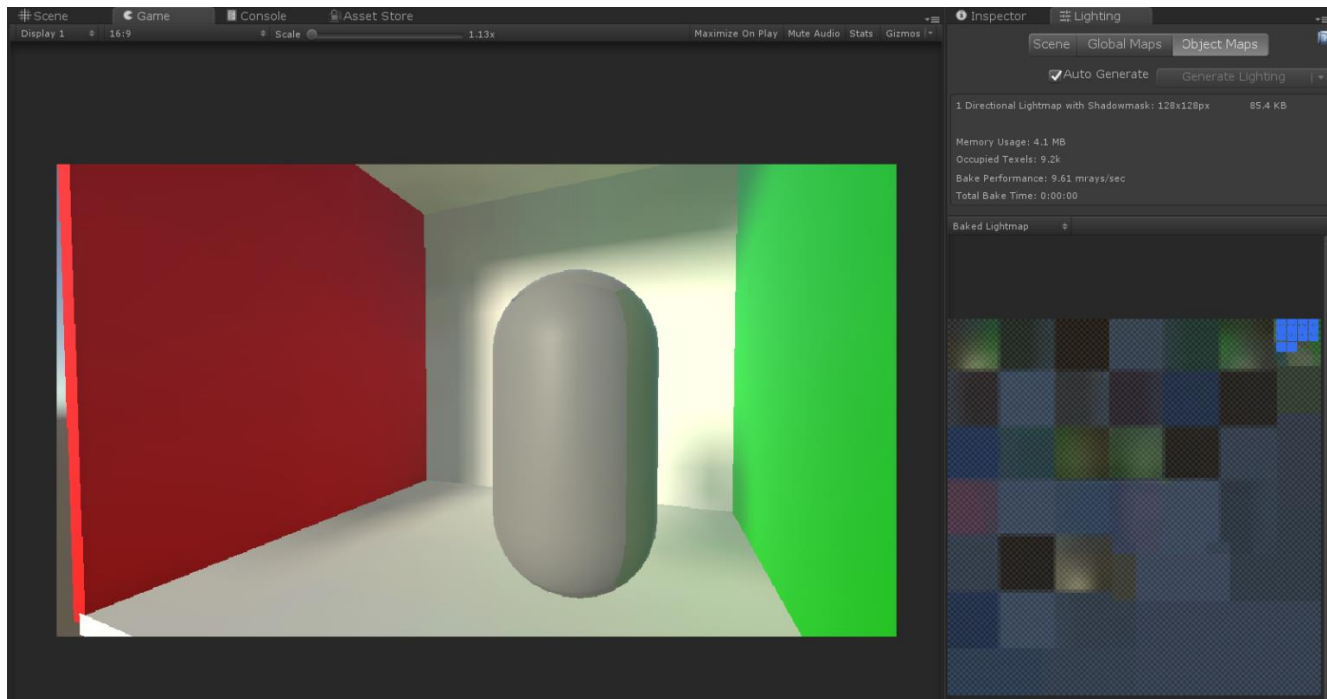 Scene Game Console Asset Store
Display 1 16:9 Scale 1.13x Maximize On Play Mute Audio Stats Gizmos
Inspector Lighting
Scene Global Maps Object Maps
Auto Generate Generate Lighting
1 Directional Lightmap with Shadowmask: 128x128px 85.4 KB
Memory Usage: 4.1 MB
Occupied Texels: 9.2k
Bake Performance: 9.61 mrays/sec
Total Bake Time: 0:00:00
Baked Lightmap